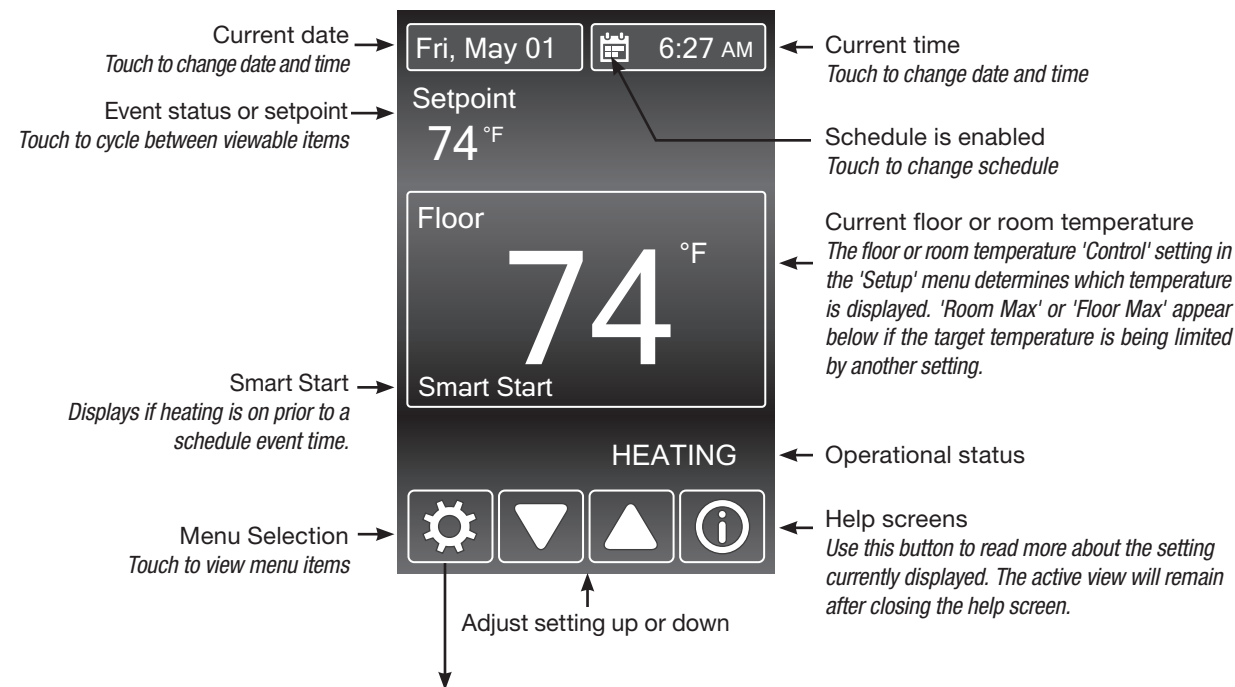 Current date
Touch to change date and time
Event status or setpoint
Touch to cycle between viewable items
Smart Start
Displays if heating is on prior to a
schedule event time.
Menu Selection
Touch to view menu items
Fri, May 01
6:27 AM
Setpoint
74 °F
Floor
74 °F
Smart Start
HEATING
Adjust setting up or down
Current time
Touch to change date and time
Schedule is enabled
Touch to change schedule
Current floor or room temperature
The floor or room temperature 'Control' setting in
the 'Setup' menu determines which temperature
is displayed. 'Room Max' or 'Floor Max' appear
below if the target temperature is being limited
by another setting.
Operational status
Help screens
Use this button to read more about the setting
currently displayed. The active view will remain
after closing the help screen.